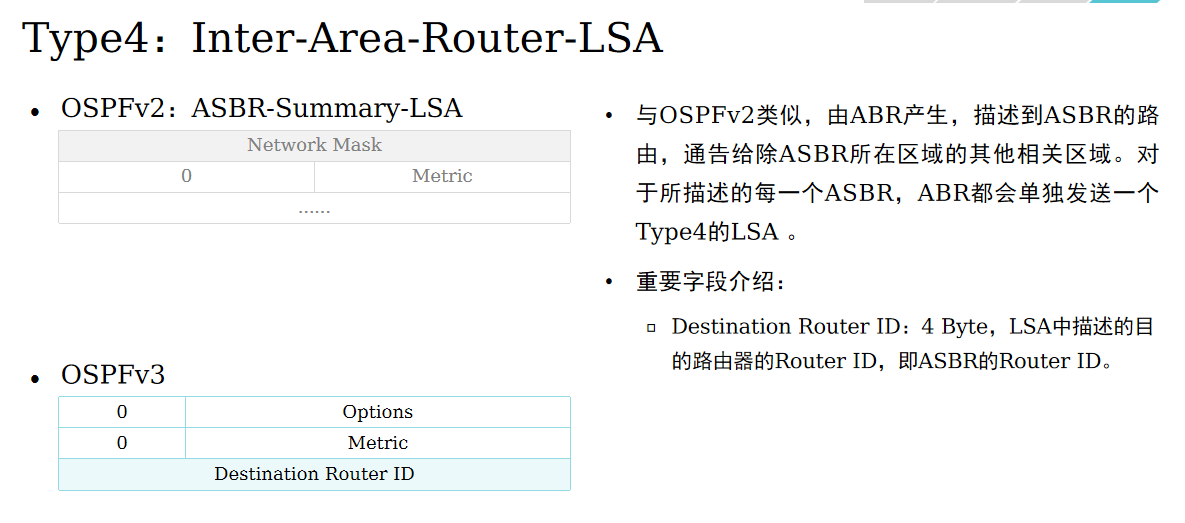 Type4：Inter-Area-Router-LSA
• OSPFv2：ASBR-Summary-LSA
Network Mask
0 Metric
......
• OSPFv3
0 Options
0 Metric
Destination Router ID
• 与OSPFv2类似，由ABR产生，描述到ASBR的路
由，通告给除ASBR所在区域的其他相关区域。对
于所描述的每一个ASBR，ABR都会单独发送一个
Type4的LSA 。
• 重要字段介绍：
▫ Destination Router ID：4 Byte，LSA中描述的目
的路由器的Router ID，即ASBR的Router ID。